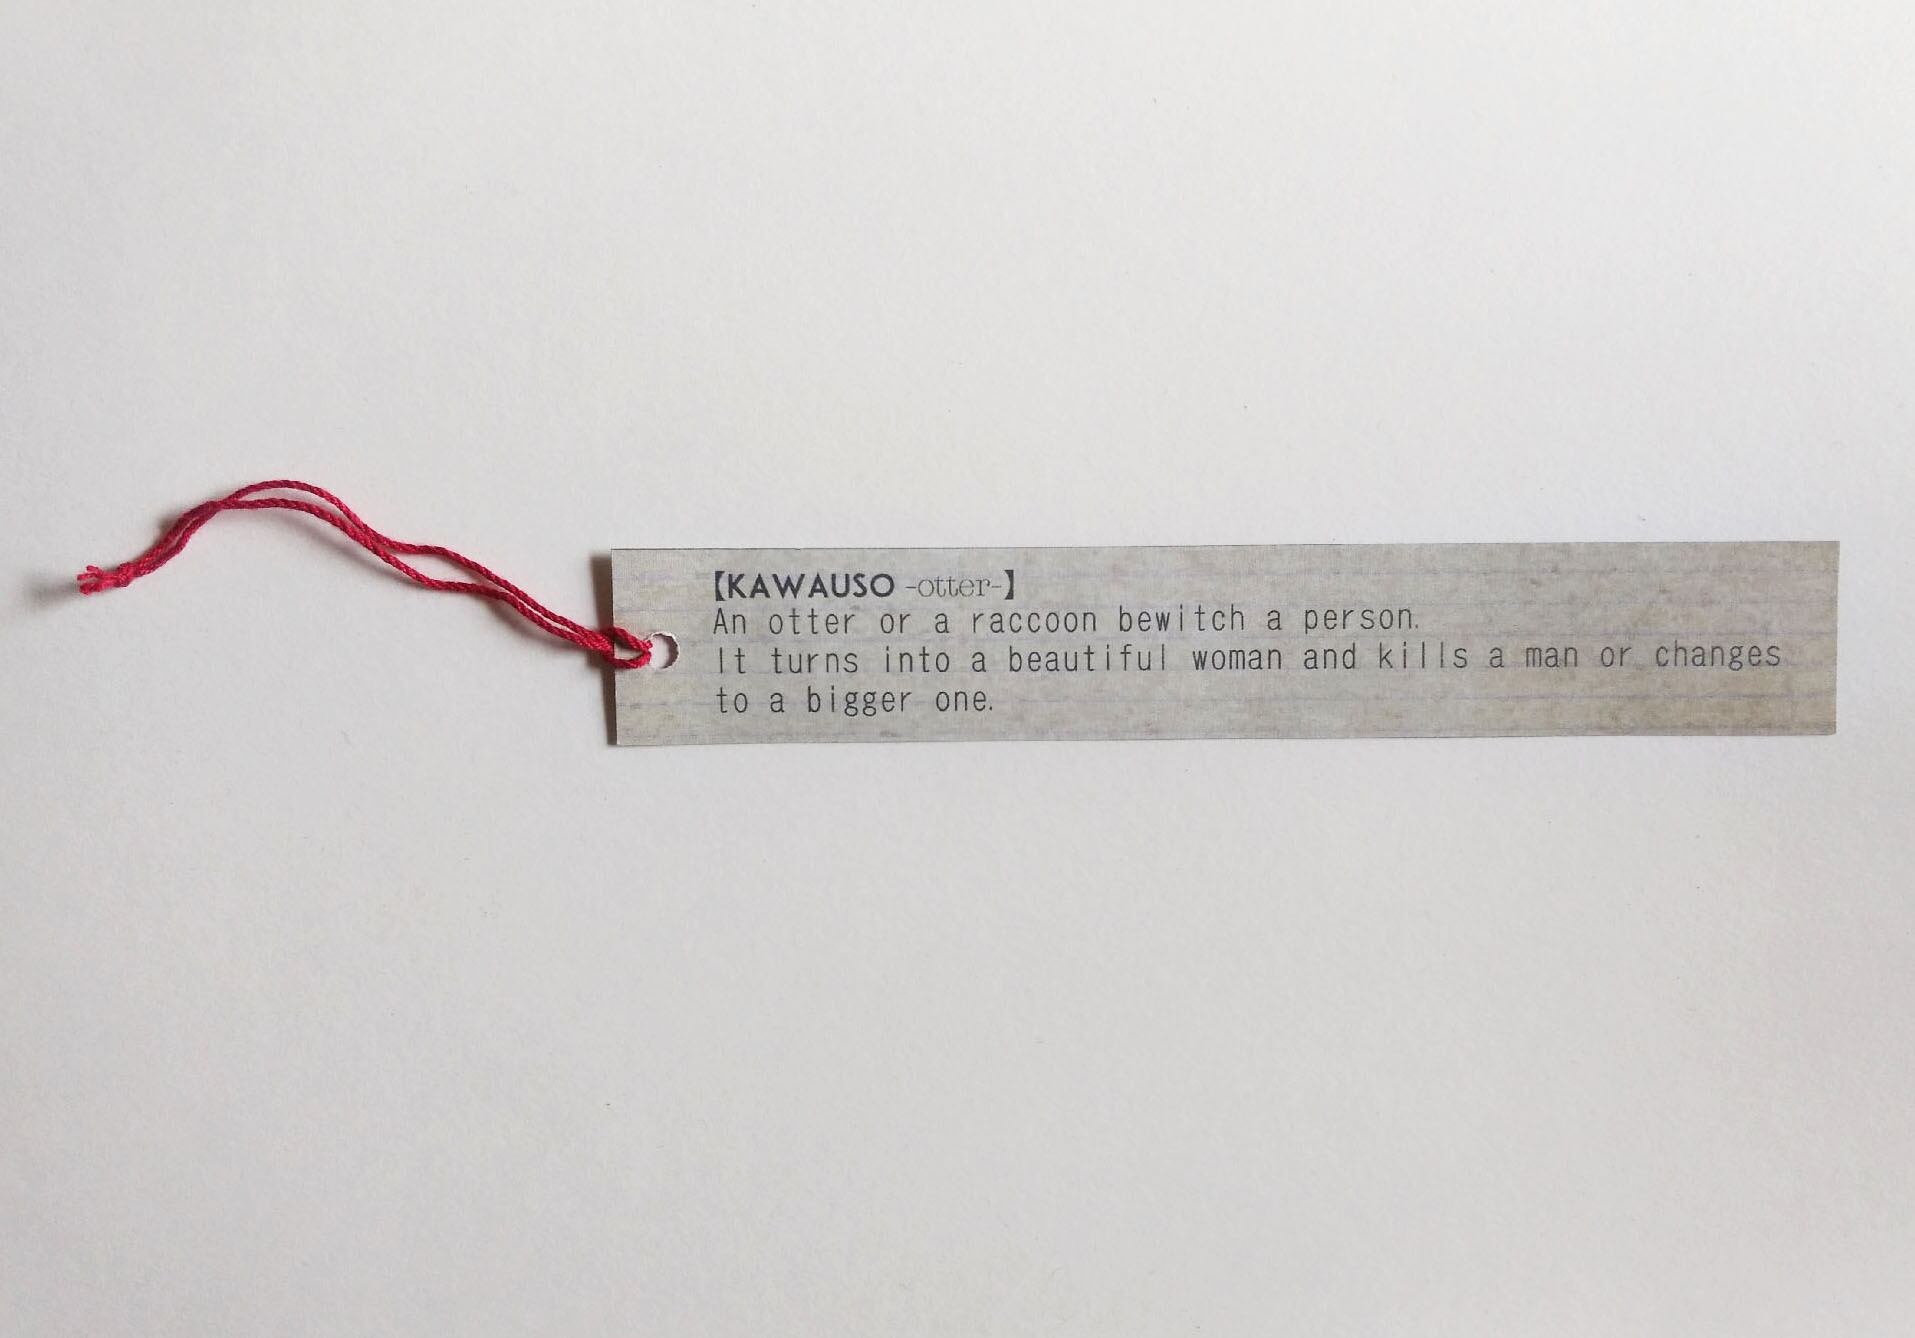 【KAWAUSO -otter-】
An otter or a raccoon bewitch a person.
It turns into a beautiful woman and kills a man or changes
to a bigger one.